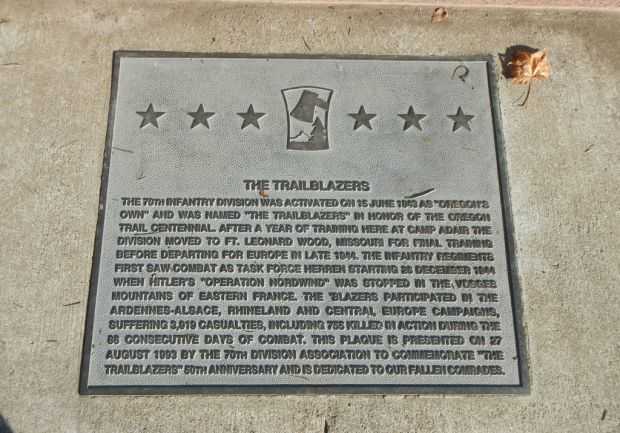 THE TRAILBLAZERS
THE 70TH INFANTRY DIVISION WAS ACTIVATED ON 15 JUNE 1943 AS "OREGON'S
OWN" AND WAS NAMED "THE TRAILBLAZERS" IN HONOR OF THE OREGON
TRAIL CENTENNIAL. AFTER A YEAR OF TRAINING HERE AT CAMP ADAIR THE
DIVISION MOVED TO FT. LEONARD WOOD, MISSOURI FOR FINAL TRAINING
BEFORE DEPARTING FOR EUROPE IN LATE 1944. THE INFANTRY REGIMENTS
FIRST SAW COMBAT AS TASK FORCE HERREN STARTING 28 DECEMBER 1944
WHEN HITLER'S "OPERATION NORDWIND" WAS STOPPED IN THE VOSGES
MOUNTAINS OF EASTERN FRANCE. THE 'BLAZERS PARTICIPATED IN THE
ARDENNES-ALSACE, RHINELAND AND CENTRAL EUROPE CAMPAIGNS,
SUFFERING 3,919 CASUALTIES, INCLUDING 755 KILLED IN ACTION DURING THE
86 CONSECUTIVE DAYS OF COMBAT. THIS PLAQUE IS PRESENTED ON 27
AUGUST 1993 BY THE 70TH DIVISION ASSOCIATION TO COMMEMORATE "THE
TRAILBLAZERS" 50TH ANNIVERSARY AND IS DEDICATED TO OUR FALLEN COMRADES.